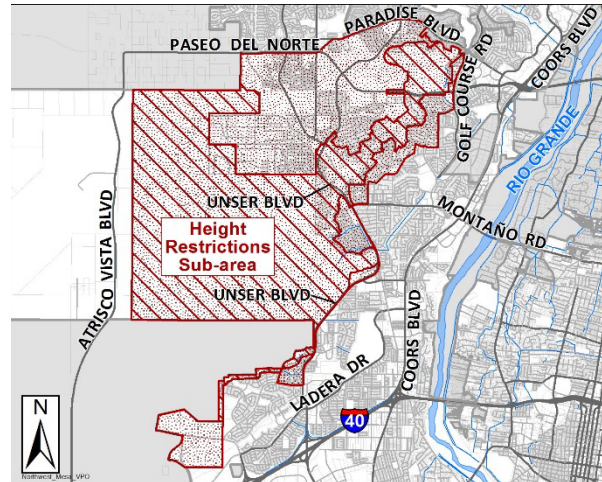 PARADISE BLVD
PASEO DEL NORTE
GOLF COURSE RD
COORS BLVD
RIO GRANDE
ATRISCO VISTA BLVD
UNSER BLVD
MONTAÑO RD
Height
Restrictions
Sub-area
UNSER BLVD
LADERA DR
COORS BLVD
40
N
Northwest_Mesa_VPO